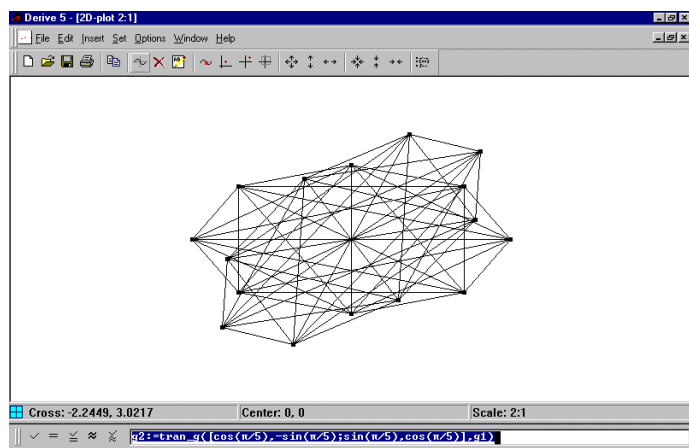 Derive 5 - [2D-plot 2:1]
File Edit Insert Set Options Window Help
Cross: -2.2449, 3.0217 Center: 0, 0 Scale: 2:1
g2:=tran_g([cos(π/5),-sin(π/5);sin(π/5),cos(π/5)],g1)